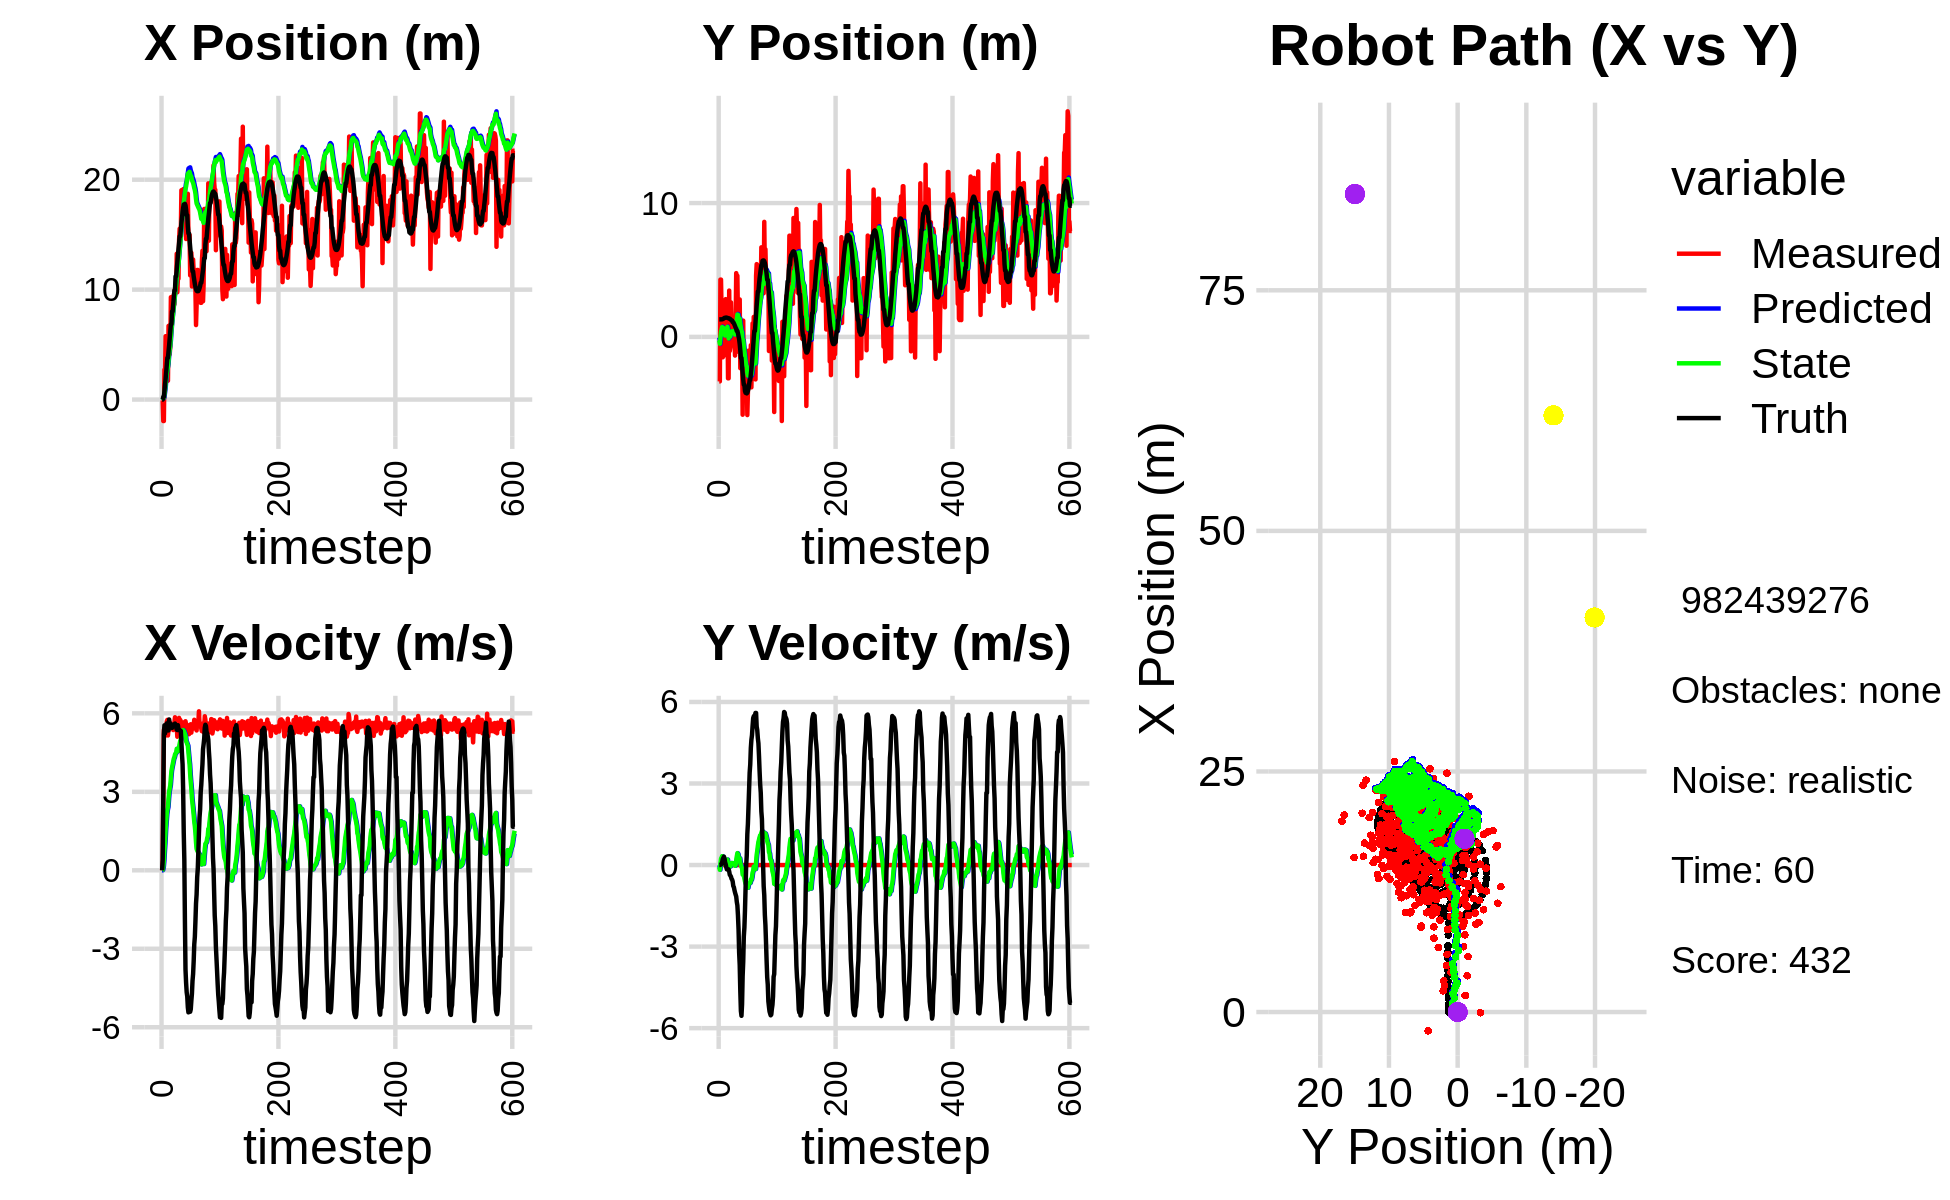 X Position (m)
20
10
0
0
200
400
600
timestep
Y Position (m)
10
0
0
200
400
600
timestep
X Velocity (m/s)
6
3
0
-3
-6
0
200
400
600
timestep
Y Velocity (m/s)
6
3
0
-3
-6
0
200
400
600
timestep
Robot Path (X vs Y)
X Position (m)
75
50
25
0
20 10 0 -10 -20
Y Position (m)
variable
Measured
Predicted
State
Truth
982439276
Obstacles: none
Noise: realistic
Time: 60
Score: 432